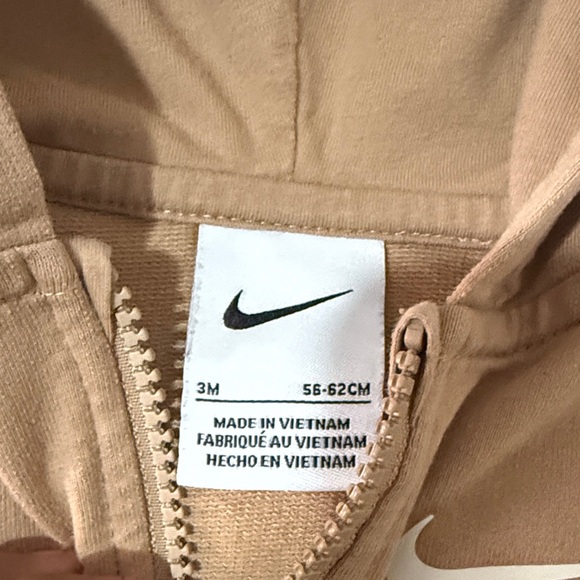 3M 56-62CM
MADE IN VIETNAM
FABRIQUÉ AU VIETNAM
HECHO EN VIETNAM